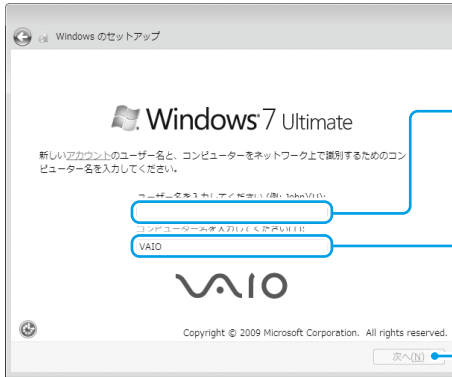 Windows のセットアップ
Windows 7 Ultimate
新しいアカウントのユーザー名と、コンピューターをネットワーク上で識別するためのコン
ピューター名を入力してください。
ユーザー名を入力してください (例: John)(U):
コンピューター名を入力してください(T):
VAIO
VAIO
Copyright © 2009 Microsoft Corporation. All rights reserved.
次へ(N)